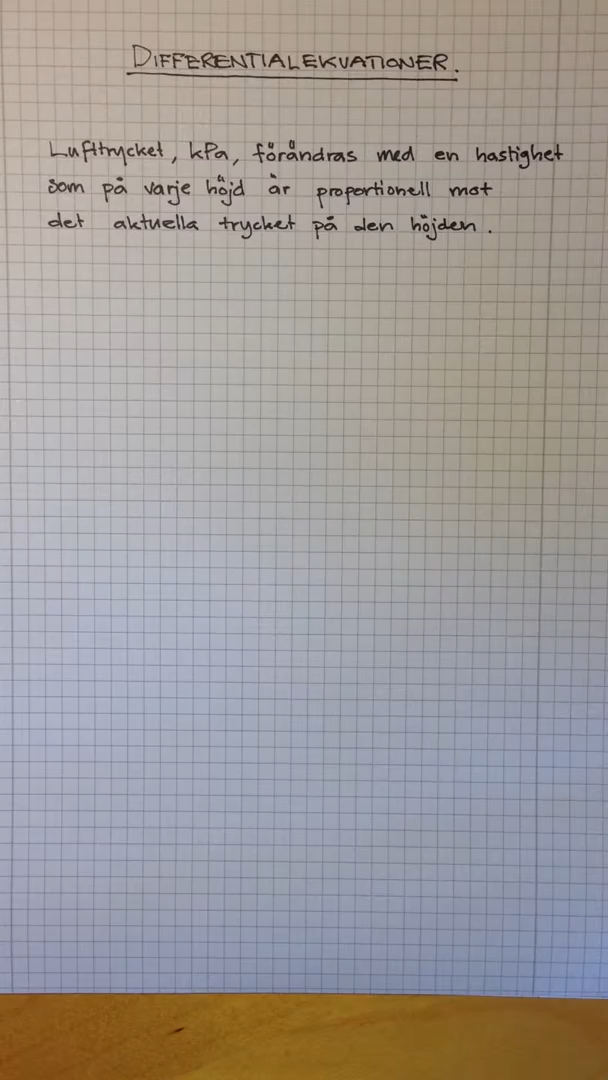 DIFFERENTIALEKVATIONER.
Lufttrycket, kPa, förändras med en hastighet
som på varje höjd är proportionell mot
det aktuella trycket på den höjden.